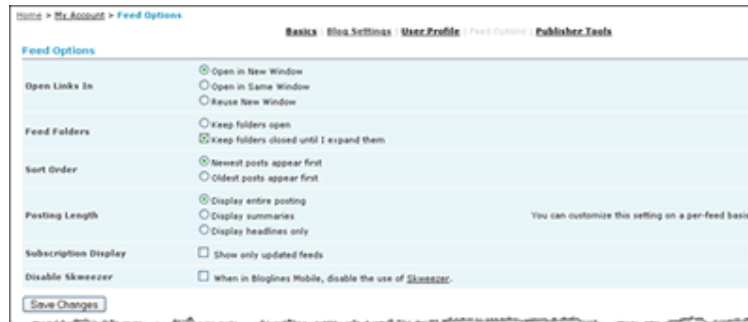 Home > My Account > Feed Options
Basics | Blog Settings | User Profile | Feed Options | Publisher Tools
Feed Options
Open Links In
Open in New Window
Open in Same Window
Reuse New Window
Feed Folders
Keep folders open
Keep folders closed until I expand them
Sort Order
Newest posts appear first
Oldest posts appear first
Posting Length
Display entire posting
Display summaries
Display headlines only
You can customize this setting on a per-feed basis
Subscription Display
Show only updated feeds
Disable Skweezer
When in Bloglines Mobile, disable the use of Skweezer.
Save Changes